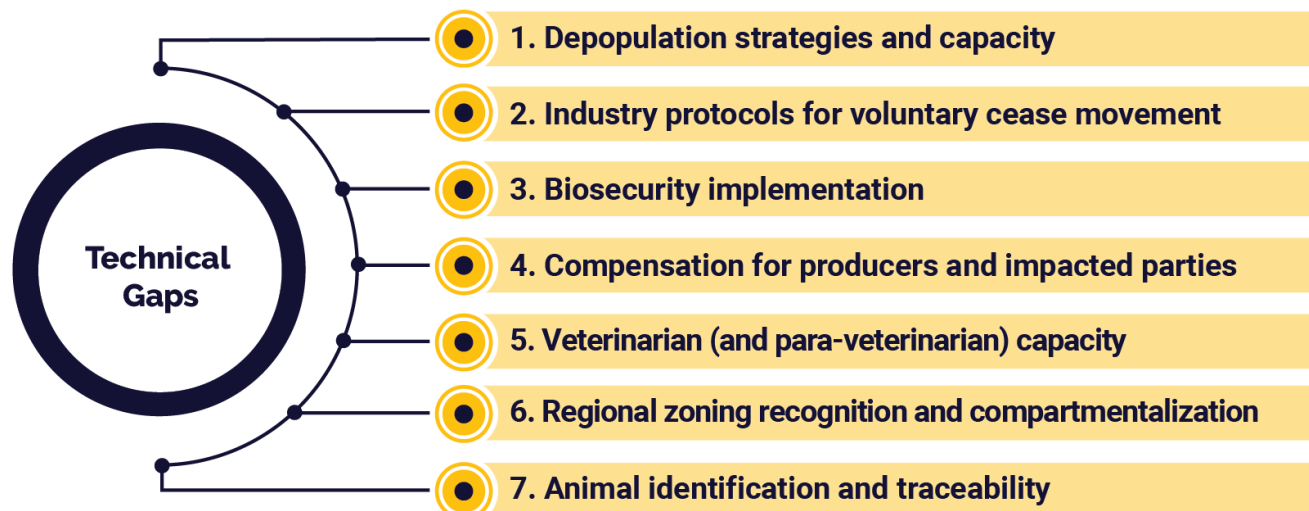 Technical
Gaps
1. Depopulation strategies and capacity
2. Industry protocols for voluntary cease movement
3. Biosecurity implementation
4. Compensation for producers and impacted parties
5. Veterinarian (and para-veterinarian) capacity
6. Regional zoning recognition and compartmentalization
7. Animal identification and traceability